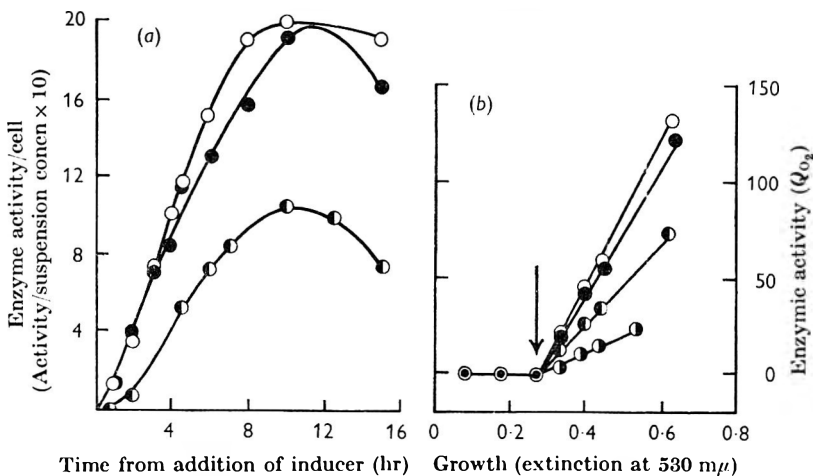 20
16
12
8
4
Enzyme activity/cell
(Activity/suspension concn × 10)
(a)
4
8
12
16
Time from addition of inducer (hr)
(b)
150
100
50
0
Enzymic activity (Q_O₂)
0
0·2
0·4
0·6
0·8
Growth (extinction at 530 mμ)